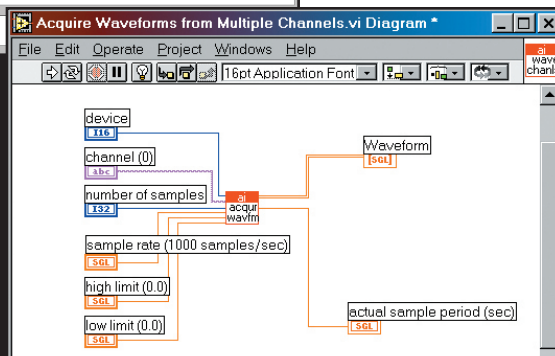 Acquire Waveforms from Multiple Channels.vi Diagram *
File Edit Operate Project Windows Help
16pt Application Font
ai
wave
chanl
device
I16
channel (0)
abc
number of samples
I32
ai
acqur
wavfm
sample rate (1000 samples/sec)
SGL
high limit (0.0)
SGL
low limit (0.0)
SGL
Waveform
[SGL]
actual sample period (sec)
SGL